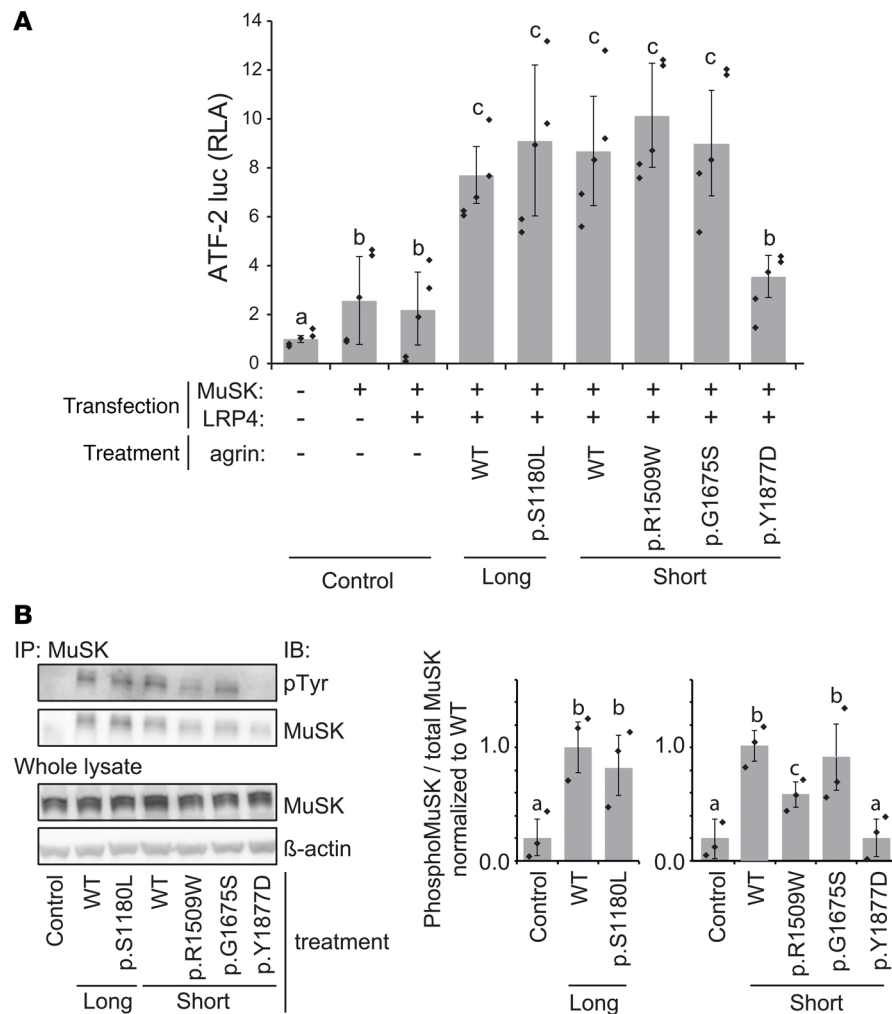 A
ATF-2 luc (RLA)
14
12
10
8
6
4
2
0
a
b
b
c
c
c
c
c
b
Transfection
MuSK: - + + + + + + + +
LRP4: - - + + + + + + +
Treatment
agrin: - - - WT p.S1180L WT p.R1509W p.G1675S p.Y1877D
Control
Long
Short
B
IP: MuSK
IB:
pTyr
MuSK
Whole lysate
MuSK
ß-actin
Control
WT
p.S1180L
WT
p.R1509W
p.G1675S
p.Y1877D
treatment
Long
Short
PhosphoMuSK / total MuSK
normalized to WT
1.0
0.0
a
b
b
Control
WT
p.S1180L
Long
1.0
0.0
a
b
c
b
a
Control
WT
p.R1509W
p.G1675S
p.Y1877D
Short